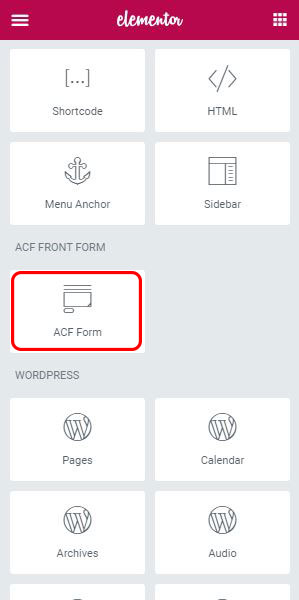 elementor
[...]
Shortcode
HTML
Menu Anchor
Sidebar
ACF FRONT FORM
ACF Form
WORDPRESS
Pages
Calendar
Archives
Audio